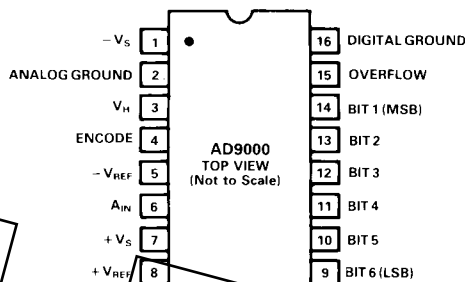 − VS 1 16 DIGITAL GROUND
ANALOG GROUND 2 15 OVERFLOW
VH 3 14 BIT 1 (MSB)
ENCODE 4 13 BIT 2
− VREF 5 12 BIT 3
AIN 6 11 BIT 4
+ VS 7 10 BIT 5
+ VREF 8 9 BIT 6 (LSB)
AD9000
TOP VIEW
(Not to Scale)